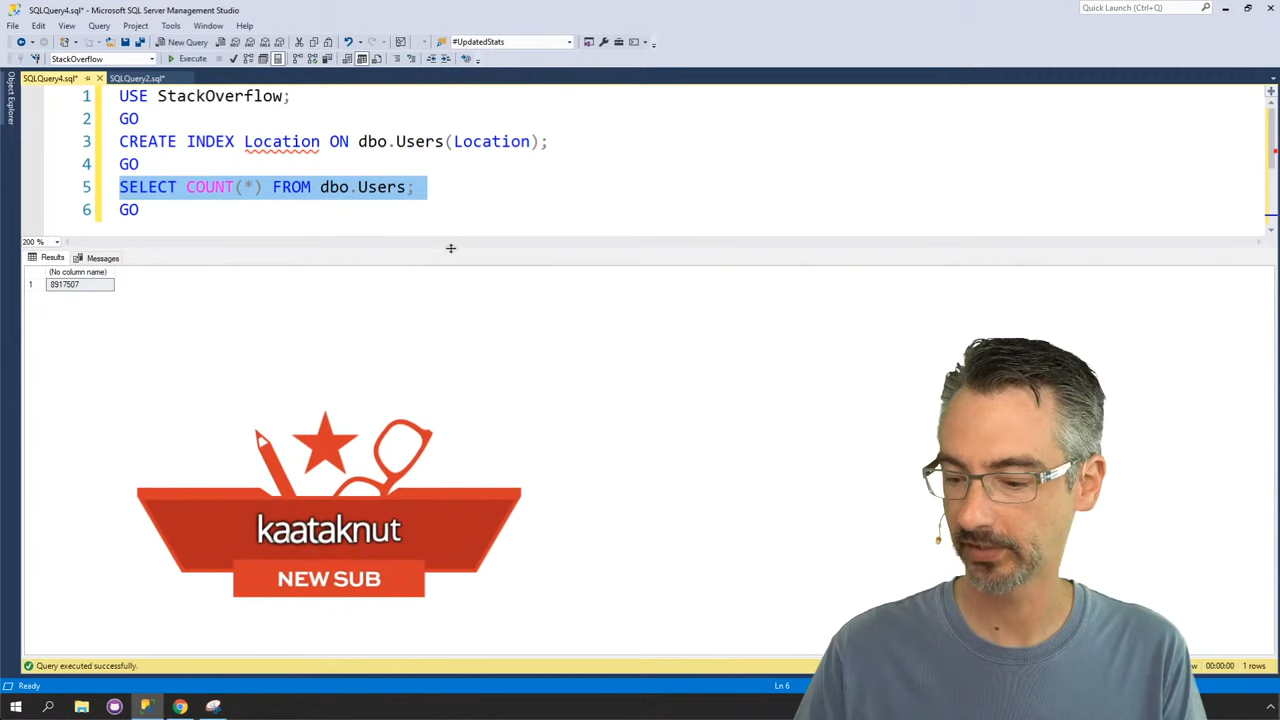 SQLQuery4.sql* - Microsoft SQL Server Management Studio
Quick Launch (Ctrl+Q)
File Edit View Query Project Tools Window Help
New Query #UpdatedStats
StackOverflow Execute
SQLQuery4.sql* SQLQuery2.sql*
Object Explorer
1 USE StackOverflow;
2 GO
3 CREATE INDEX Location ON dbo.Users(Location);
4 GO
5 SELECT COUNT(*) FROM dbo.Users;
6 GO
200 %
Results Messages
(No column name)
1 8917507
kaataknut
NEW SUB
Query executed successfully.
00:00:00 1 rows
Ready Ln 6